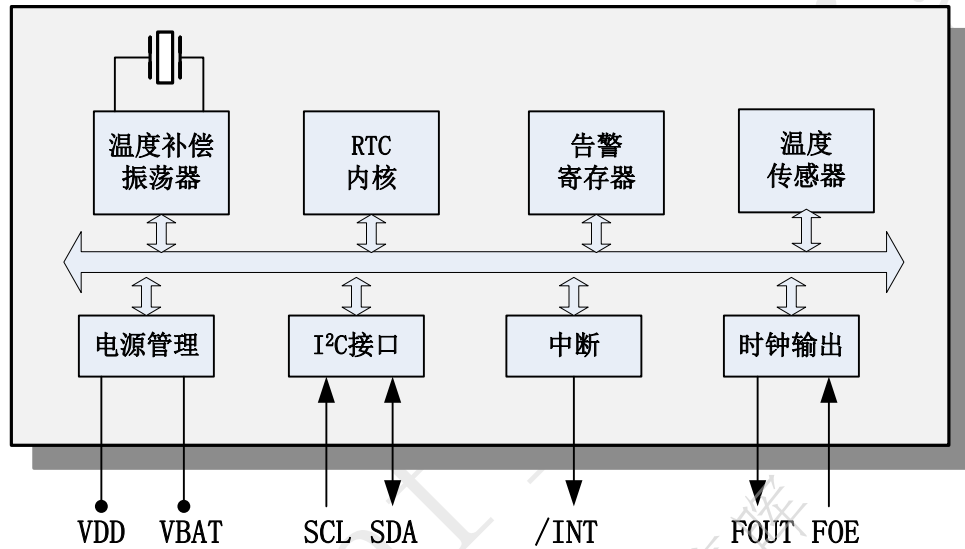 温度补偿
振荡器
RTC
内核
告警
寄存器
温度
传感器
电源管理
I²C接口
中断
时钟输出
VDD
VBAT
SCL
SDA
/INT
FOUT
FOE